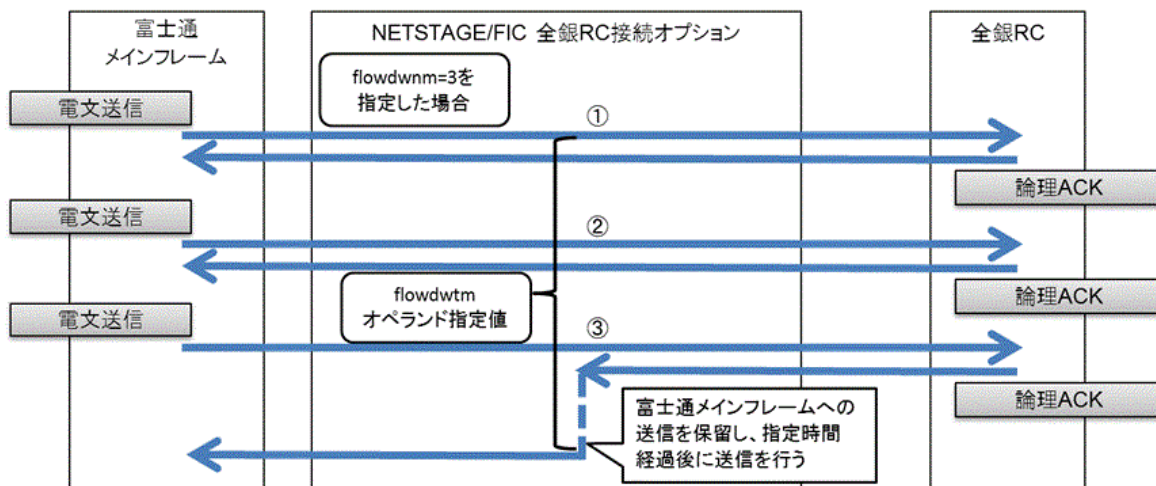 富士通
メインフレーム
NETSTAGE/FIC 全銀RC接続オプション
全銀RC
flowdwnm=3を
指定した場合
電文送信
①
論理ACK
電文送信
②
論理ACK
flowdwtm
オペランド指定値
電文送信
③
論理ACK
富士通メインフレームへの
送信を保留し、指定時間
経過後に送信を行う